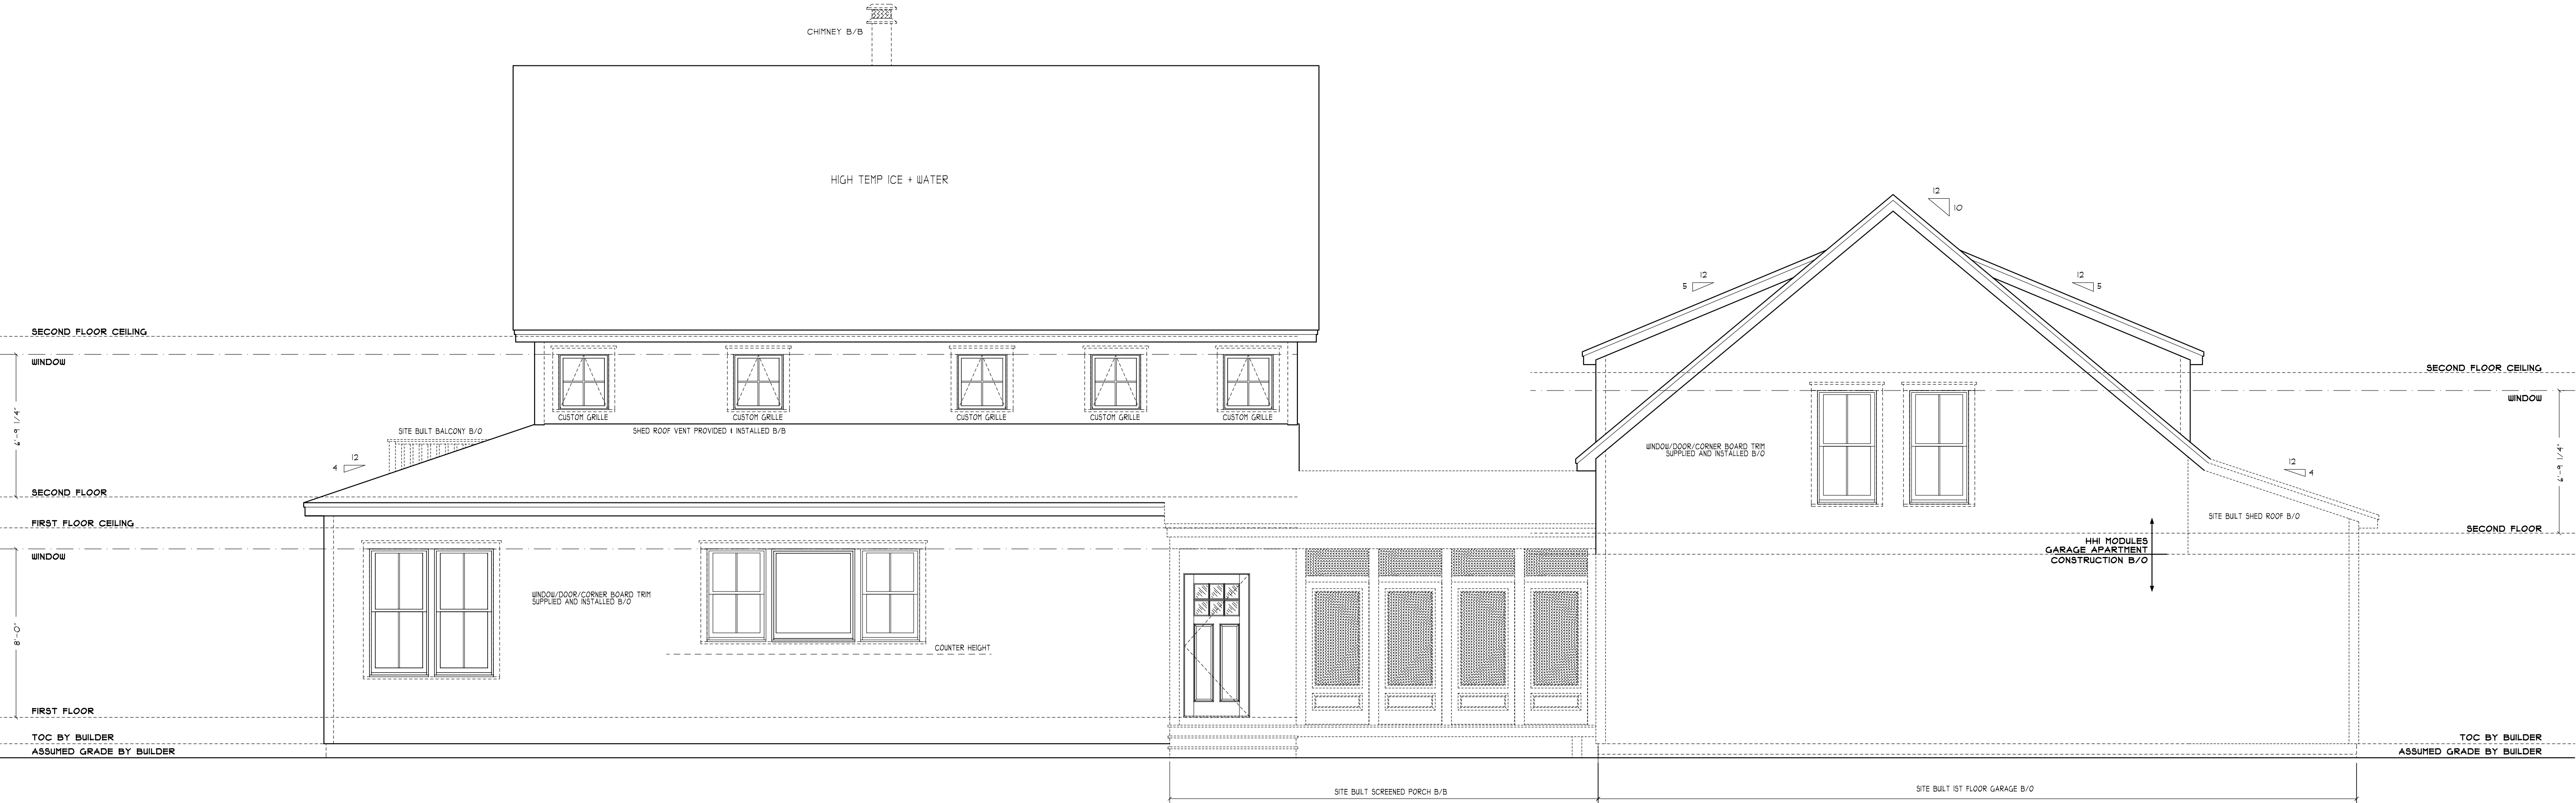 CHIMNEY B/B
HIGH TEMP ICE + WATER
12
10
12
5
12
5
SECOND FLOOR CEILING
WINDOW
SECOND FLOOR CEILING
WINDOW
6'-9 1/4"
CUSTOM GRILLE
CUSTOM GRILLE
CUSTOM GRILLE
CUSTOM GRILLE
CUSTOM GRILLE
SITE BUILT BALCONY B/O
SHED ROOF VENT PROVIDED & INSTALLED B/B
12
4
WINDOW/DOOR/CORNER BOARD TRIM
SUPPLIED AND INSTALLED B/O
12
4
6'-9 1/4"
SECOND FLOOR
SITE BUILT SHED ROOF B/O
FIRST FLOOR CEILING
SECOND FLOOR
WINDOW
HHI MODULES
GARAGE APARTMENT
CONSTRUCTION B/O
WINDOW/DOOR/CORNER BOARD TRIM
SUPPLIED AND INSTALLED B/O
8'-0"
COUNTER HEIGHT
FIRST FLOOR
TOC BY BUILDER
ASSUMED GRADE BY BUILDER
TOC BY BUILDER
ASSUMED GRADE BY BUILDER
SITE BUILT SCREENED PORCH B/B
SITE BUILT 1ST FLOOR GARAGE B/O